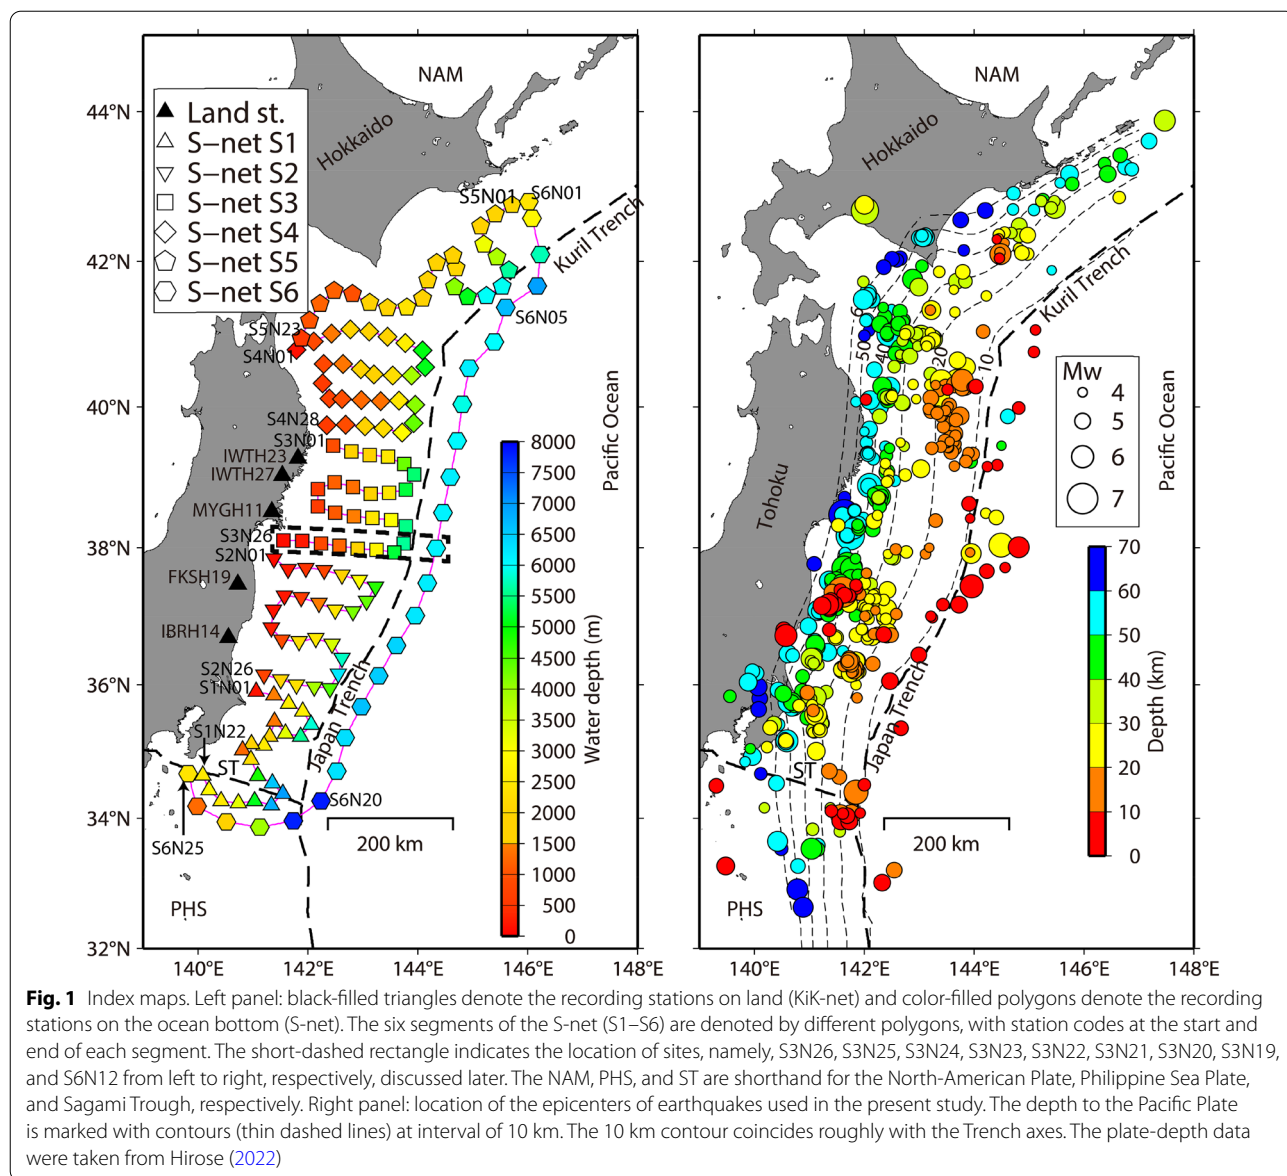 NAM
44°N
42°N
40°N
38°N
36°N
34°N
32°N
Land st.
S−net S1
S−net S2
S−net S3
S−net S4
S−net S5
S−net S6
Hokkaido
S5N01
S6N01
Kuril Trench
S6N05
S5N23
S4N01
S4N28
S3N01
IWTH23
IWTH27
MYGH11
S3N26
S2N01
FKSH19
IBRH14
S2N26
S1N01
S1N22
ST
Japan Trench
S6N20
S6N25
200 km
PHS
Pacific Ocean
8000
7500
7000
6500
6000
5500
5000
4500
4000
3500
3000
2500
2000
1500
1000
500
0
Water depth (m)
140°E
142°E
144°E
146°E
148°E
NAM
Hokkaido
Kuril Trench
Tohoku
50
40
20
10
Mw
4
5
6
7
Pacific Ocean
70
60
50
40
30
20
10
0
Depth (km)
Japan Trench
ST
200 km
PHS
140°E
142°E
144°E
146°E
148°E
Fig. 1 Index maps. Left panel: black-filled triangles denote the recording stations on land (KiK-net) and color-filled polygons denote the recording
stations on the ocean bottom (S-net). The six segments of the S-net (S1–S6) are denoted by different polygons, with station codes at the start and
end of each segment. The short-dashed rectangle indicates the location of sites, namely, S3N26, S3N25, S3N24, S3N23, S3N22, S3N21, S3N20, S3N19,
and S6N12 from left to right, respectively, discussed later. The NAM, PHS, and ST are shorthand for the North-American Plate, Philippine Sea Plate,
and Sagami Trough, respectively. Right panel: location of the epicenters of earthquakes used in the present study. The depth to the Pacific Plate
is marked with contours (thin dashed lines) at interval of 10 km. The 10 km contour coincides roughly with the Trench axes. The plate-depth data
were taken from Hirose (2022)